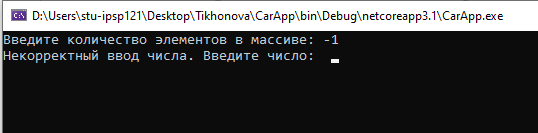 D:\Users\stu-ipsp121\Desktop\Tikhonova\CarApp\bin\Debug\netcoreapp3.1\CarApp.exe
Введите количество элементов в массиве: -1
Некорректный ввод числа. Введите число: